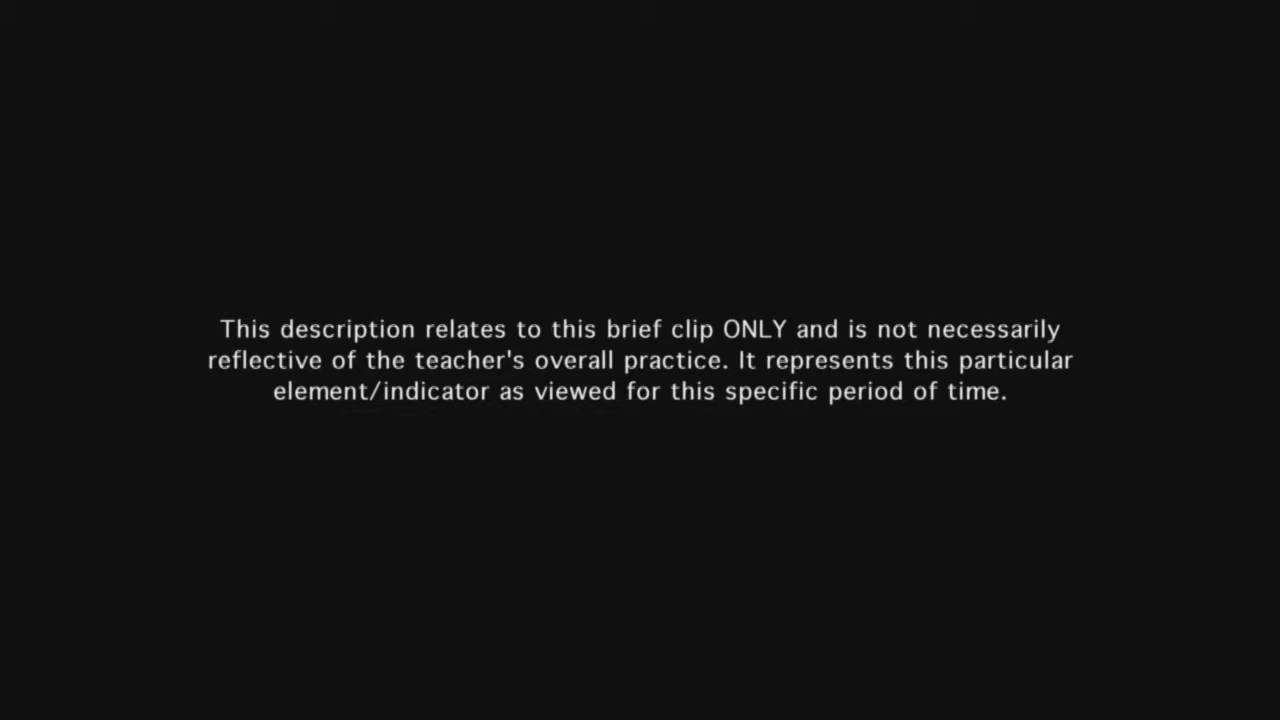 This description relates to this brief clip ONLY and is not necessarily
reflective of the teacher's overall practice. It represents this particular
element/indicator as viewed for this specific period of time.